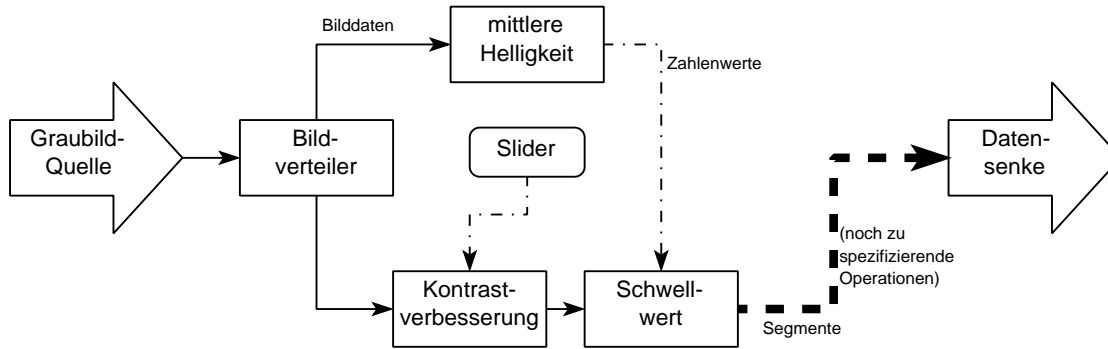 Bilddaten
mittlere
Helligkeit
Zahlenwerte
Graubild-
Quelle
Bild-
verteiler
Slider
Daten-
senke
(noch zu
spezifizierende
Operationen)
Kontrast-
verbesserung
Schwell-
wert
Segmente